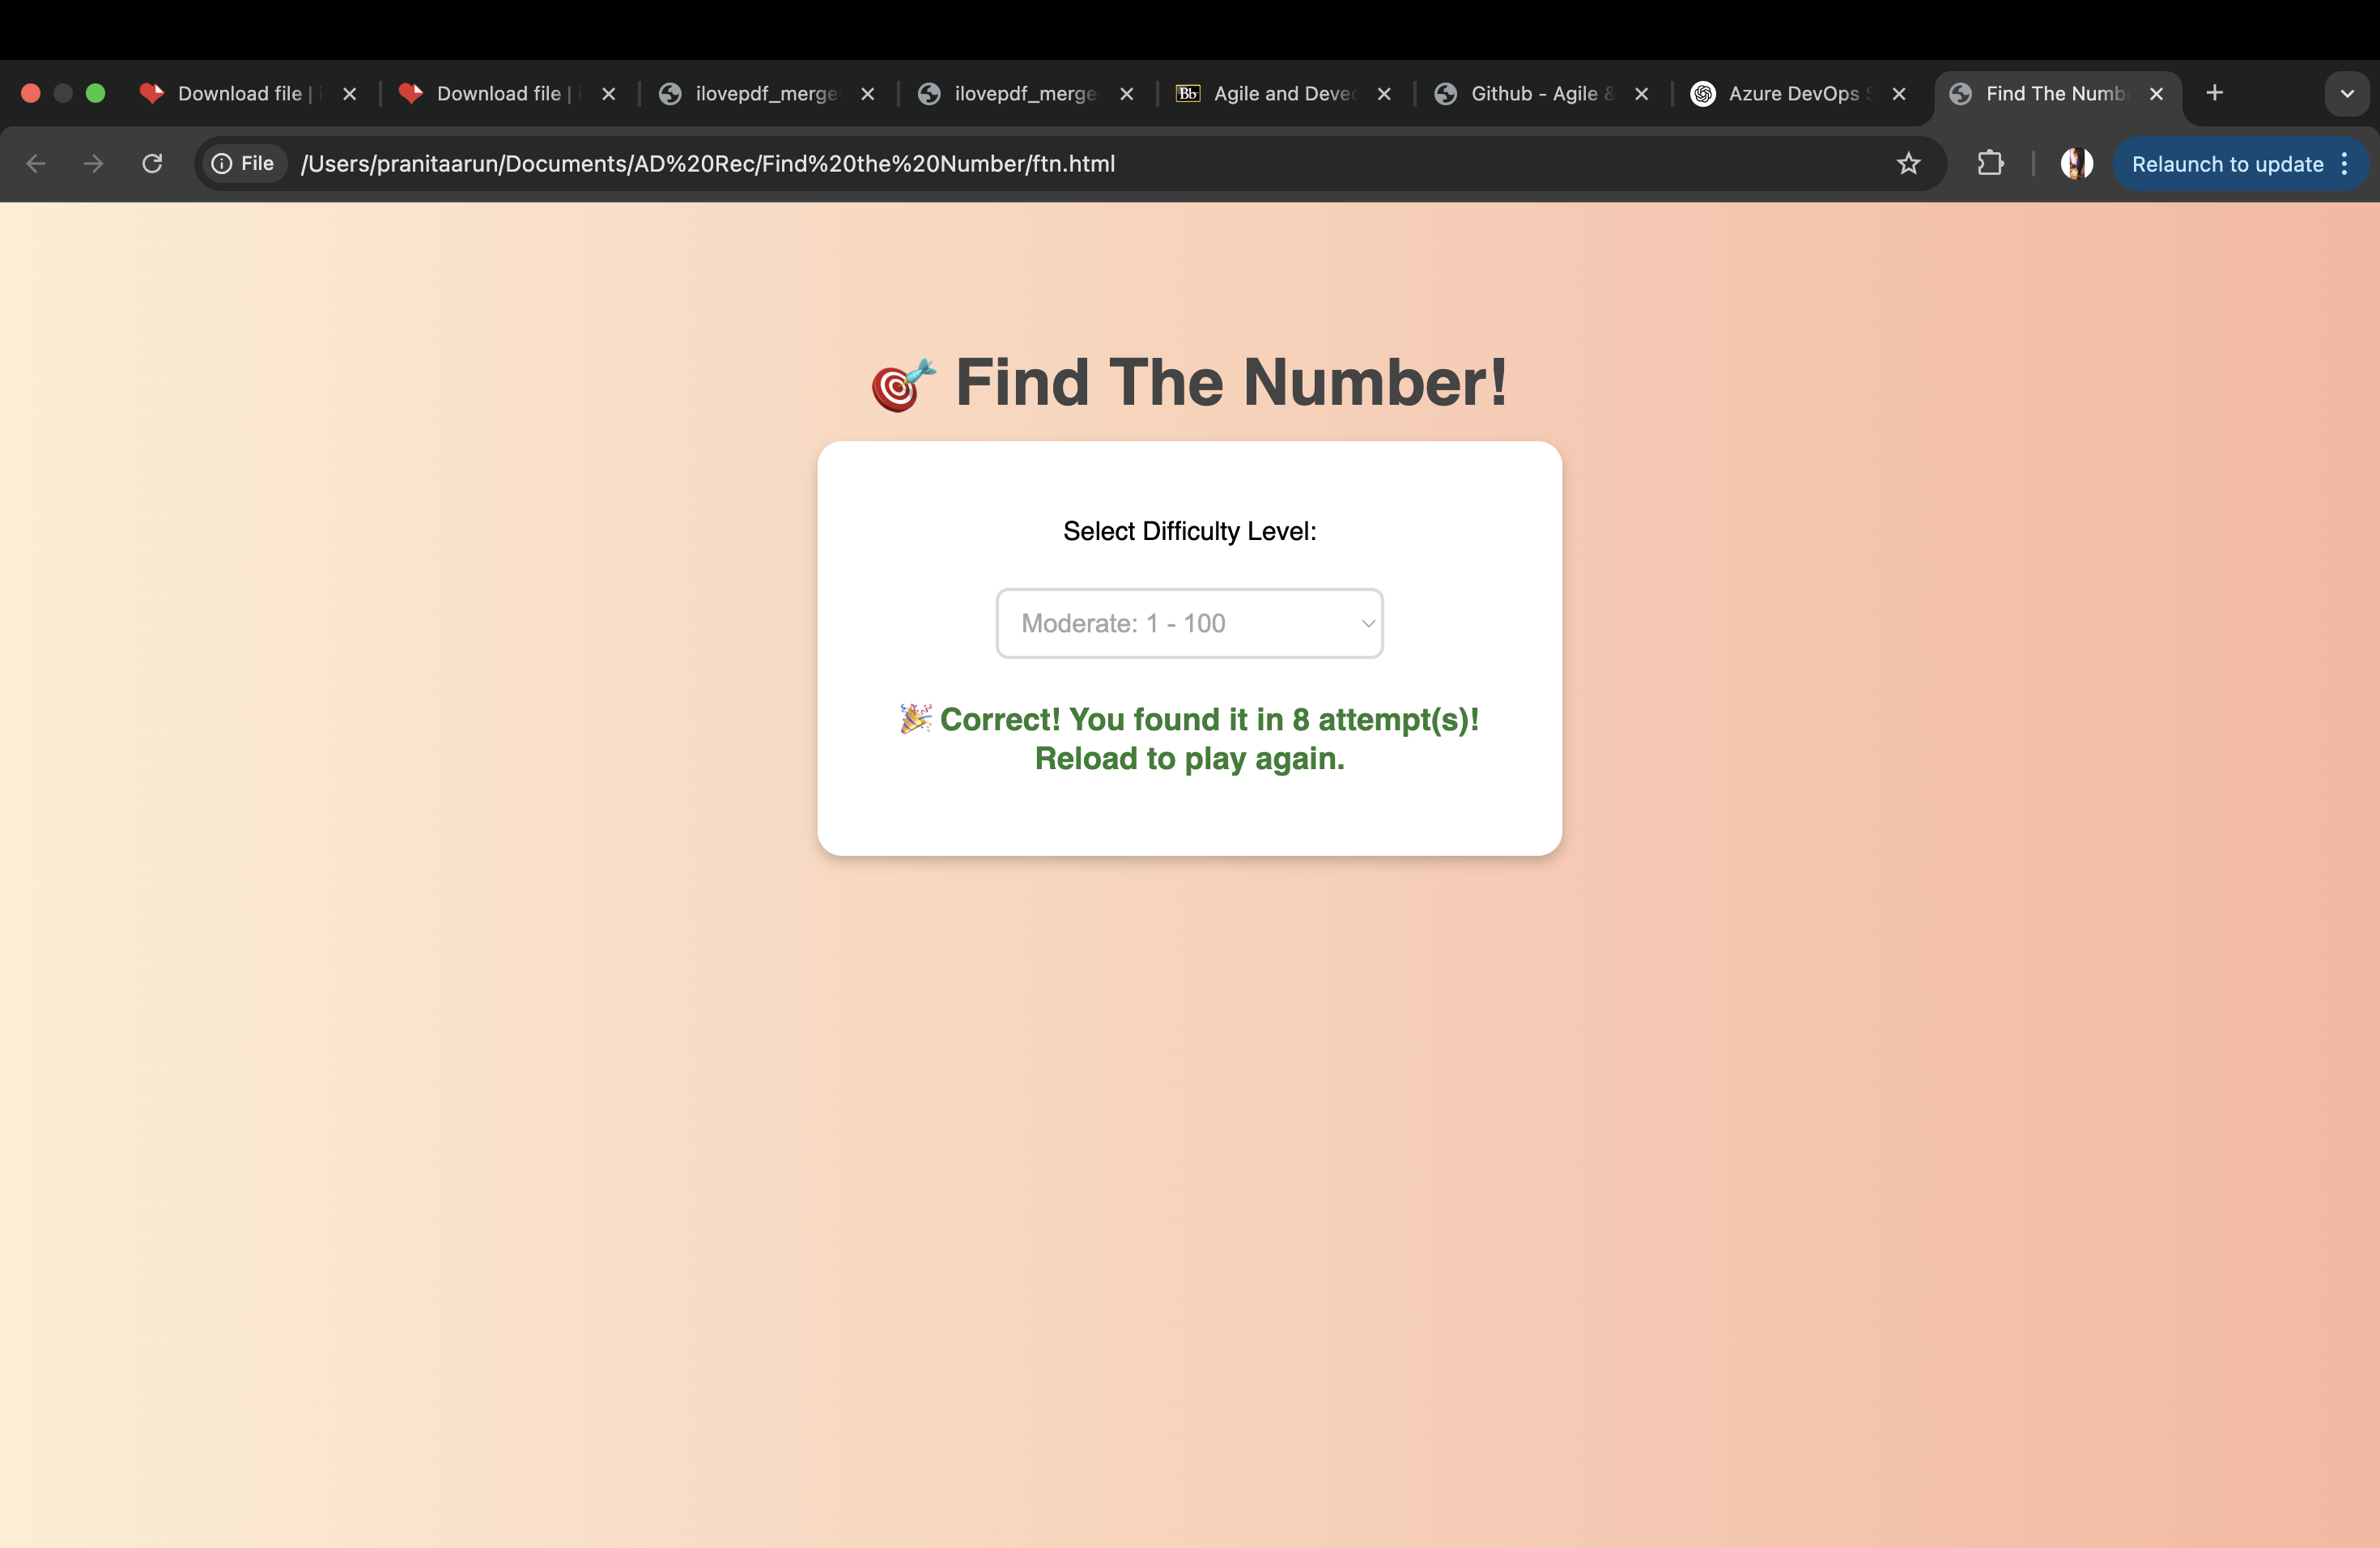 Download file |
Download file |
ilovepdf_merge
ilovepdf_merge
Bb
Agile and Devec
Github - Agile &
Azure DevOps S
Find The Numb
File
/Users/pranitaarun/Documents/AD%20Rec/Find%20the%20Number/ftn.html
Relaunch to update
🎯 Find The Number!
Select Difficulty Level:
Moderate: 1 - 100
🎉 Correct! You found it in 8 attempt(s)!
Reload to play again.